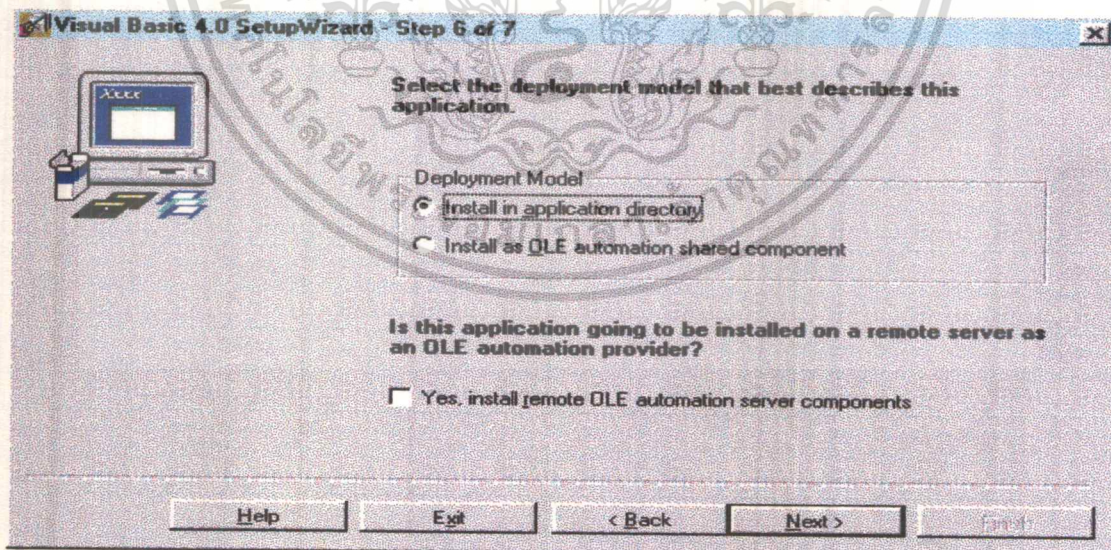 Visual Basic 4.0 SetupWizard - Step 6 of 7
Select the deployment model that best describes this
application.
Deployment Model
Install in application directory
Install as OLE automation shared component
Is this application going to be installed on a remote server as
an OLE automation provider?
Yes, install remote OLE automation server components
Help
Exit
< Back
Next >
Finish